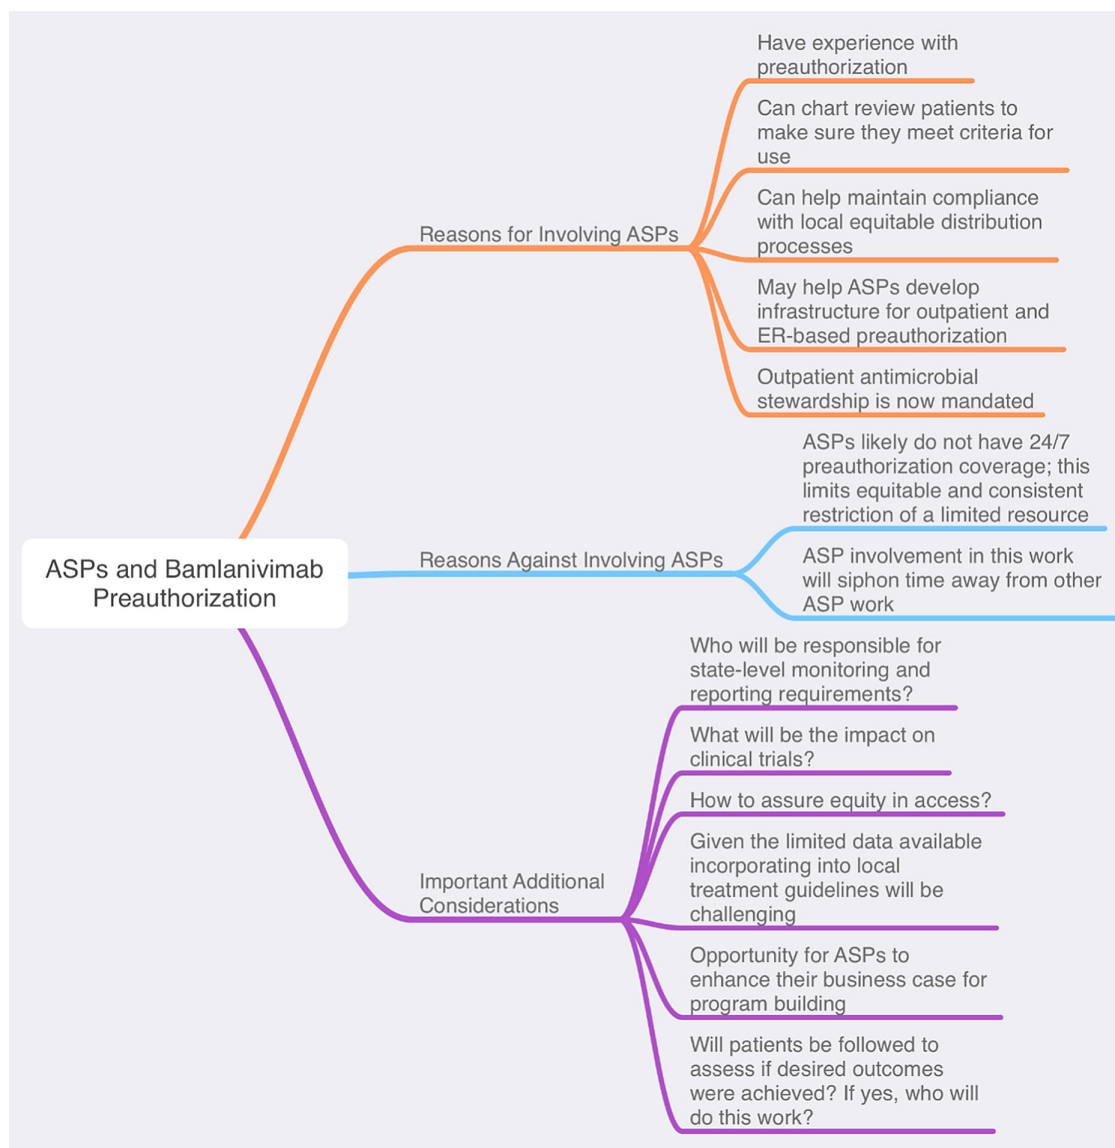 Have experience with
preauthorization
Can chart review patients to
make sure they meet criteria for
use
Can help maintain compliance
with local equitable distribution
processes
Reasons for Involving ASPs
May help ASPs develop
infrastructure for outpatient and
ER-based preauthorization
Outpatient antimicrobial
stewardship is now mandated
ASPs likely do not have 24/7
preauthorization coverage; this
limits equitable and consistent
restriction of a limited resource
ASPs and Bamlanivimab
Preauthorization
Reasons Against Involving ASPs
ASP involvement in this work
will siphon time away from other
ASP work
Who will be responsible for
state-level monitoring and
reporting requirements?
What will be the impact on
clinical trials?
How to assure equity in access?
Important Additional
Considerations
Given the limited data available
incorporating into local
treatment guidelines will be
challenging
Opportunity for ASPs to
enhance their business case for
program building
Will patients be followed to
assess if desired outcomes
were achieved? If yes, who will
do this work?